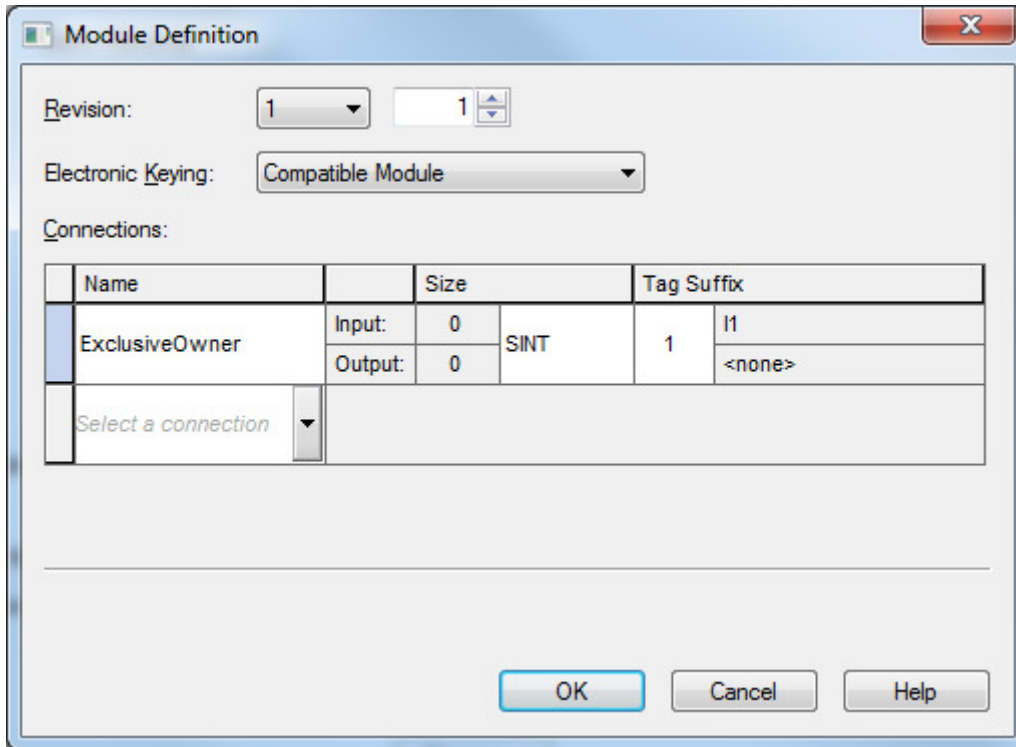 Module Definition
Revision: 1 1
Electronic Keying: Compatible Module
Connections:
Name Size Tag Suffix
ExclusiveOwner Input: 0 SINT 1 I1
Output: 0 <none>
Select a connection
OK Cancel Help